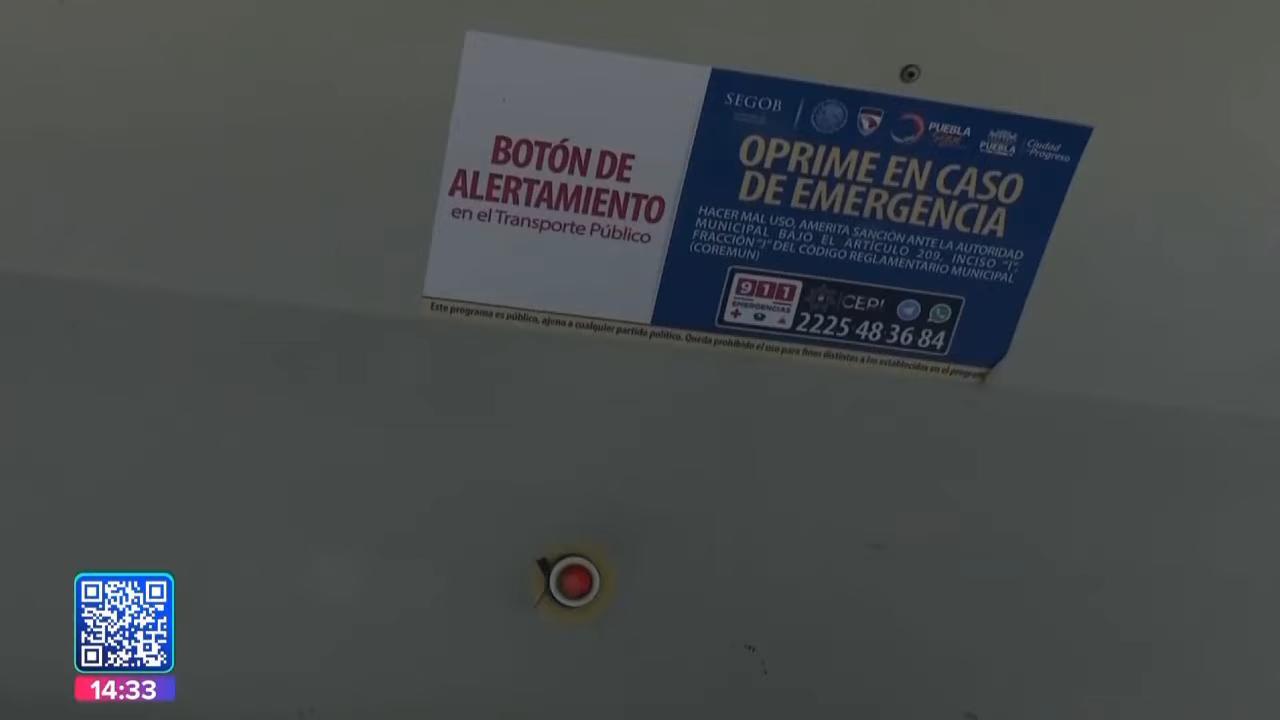 BOTÓN DE
ALERTAMIENTO
en el Transporte Público
SEGOB
PUEBLA
PUEBLA
Ciudad
de Progreso
OPRIME EN CASO
DE EMERGENCIA
HACER MAL USO, AMERITA SANCIÓN ANTE LA AUTORIDAD
MUNICIPAL BAJO EL ARTÍCULO 209, INCISO "I",
FRACCIÓN "J" DEL CÓDIGO REGLAMENTARIO MUNICIPAL
(COREMUN)
911
EMERGENCIAS
2225 48 36 84
Este programa es público, ajeno a cualquier partido político. Queda prohibido el uso para fines distintos a los establecidos en el programa
14:33